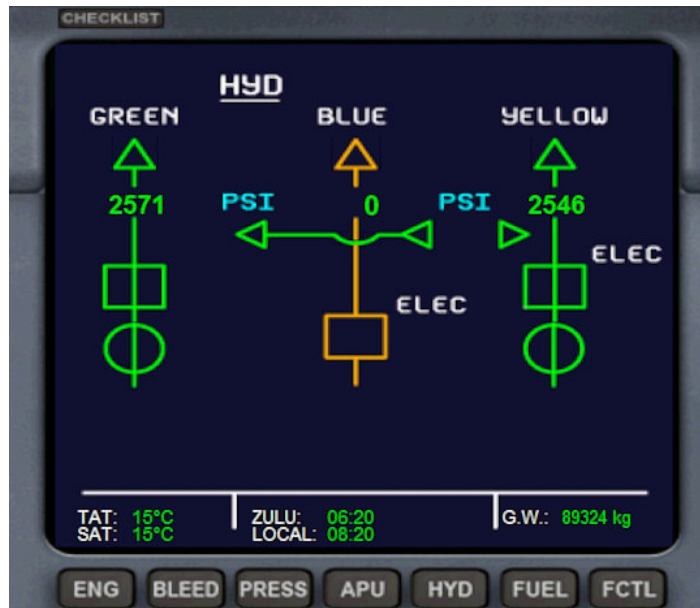 CHECKLIST
HYD
GREEN BLUE YELLOW
2571 PSI 0 PSI 2546
ELEC
ELEC
TAT: 15°C ZULU: 06:20 G.W.: 89324 kg
SAT: 15°C LOCAL: 08:20
ENG BLEED PRESS APU HYD FUEL FCTL